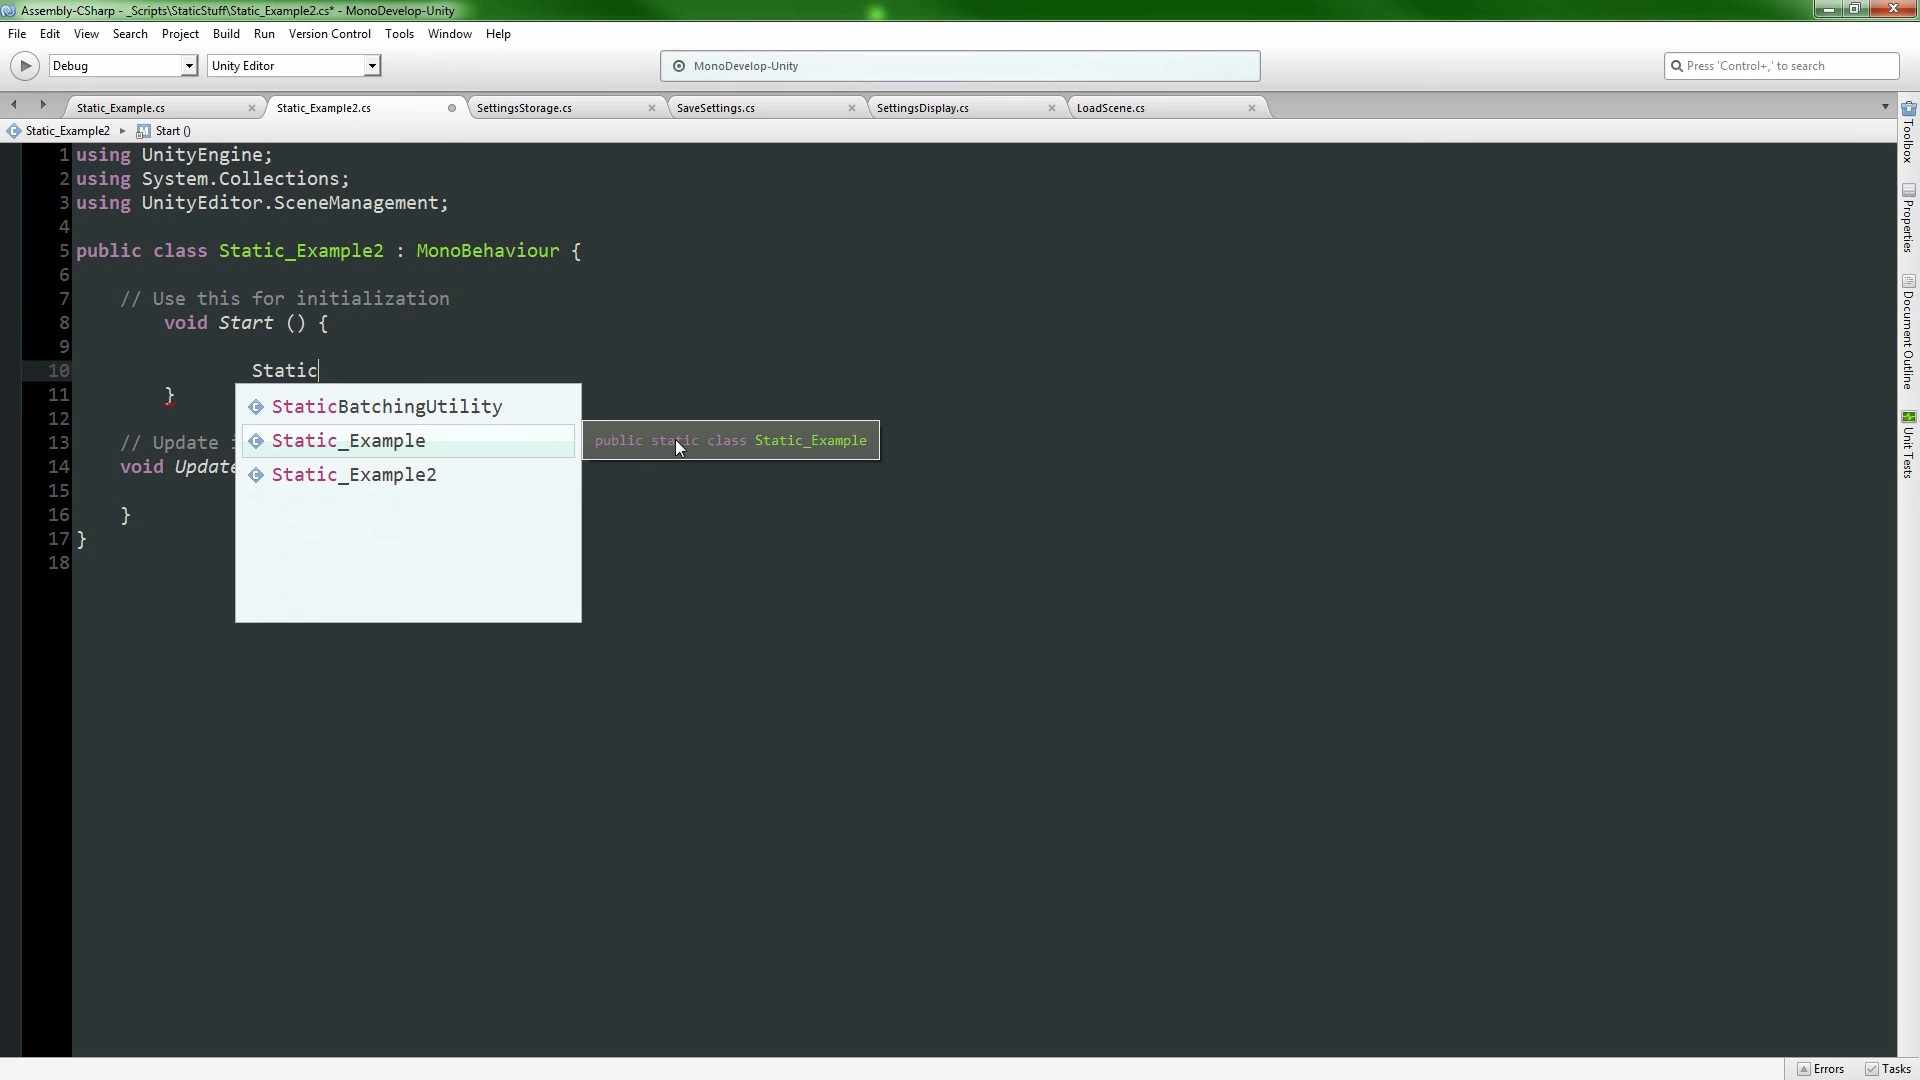 Assembly-CSharp - _Scripts\StaticStuff\Static_Example2.cs* - MonoDevelop-Unity
File Edit View Search Project Build Run Version Control Tools Window Help
Debug Unity Editor MonoDevelop-Unity Press 'Control+,' to search
Static_Example.cs Static_Example2.cs SettingsStorage.cs SaveSettings.cs SettingsDisplay.cs LoadScene.cs
Static_Example2 Start ()
1 using UnityEngine;
2 using System.Collections;
3 using UnityEditor.SceneManagement;
4
5 public class Static_Example2 : MonoBehaviour {
6
7 // Use this for initialization
8 void Start () {
9
10 Static
11 }
12
13 // Update
14 void Update
15
16 }
17 }
18
StaticBatchingUtility
Static_Example
Static_Example2
public static class Static_Example
Toolbox
Properties
Document Outline
Unit Tests
Errors Tasks